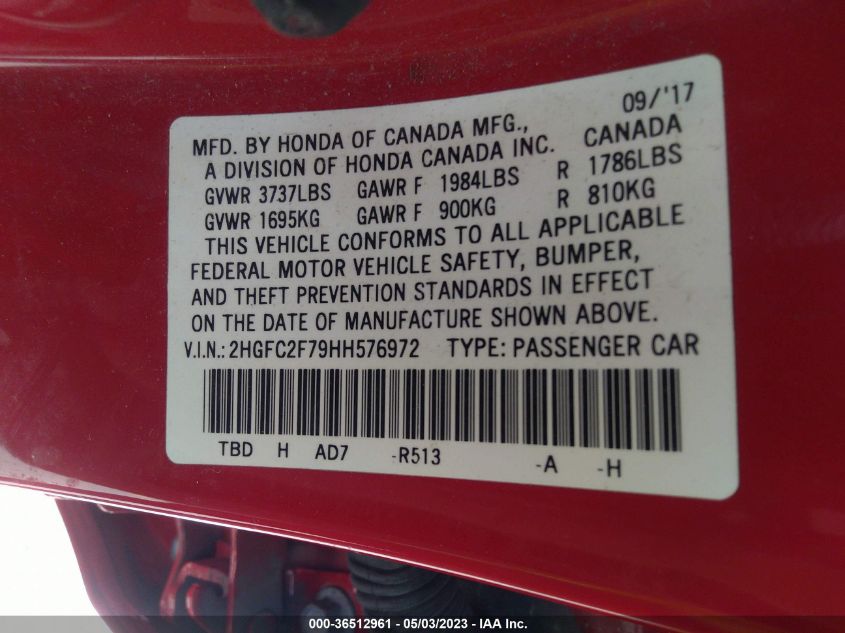 09/'17
MFD. BY HONDA OF CANADA MFG., CANADA
A DIVISION OF HONDA CANADA INC.
GVWR 3737LBS GAWR F 1984LBS R 1786LBS
GVWR 1695KG GAWR F 900KG R 810KG
THIS VEHICLE CONFORMS TO ALL APPLICABLE
FEDERAL MOTOR VEHICLE SAFETY, BUMPER,
AND THEFT PREVENTION STANDARDS IN EFFECT
ON THE DATE OF MANUFACTURE SHOWN ABOVE.
V.I.N.: 2HGFC2F79HH576972 TYPE: PASSENGER CAR
TBD H AD7 -R513 -A -H
000-36512961 - 05/03/2023 - IAA Inc.